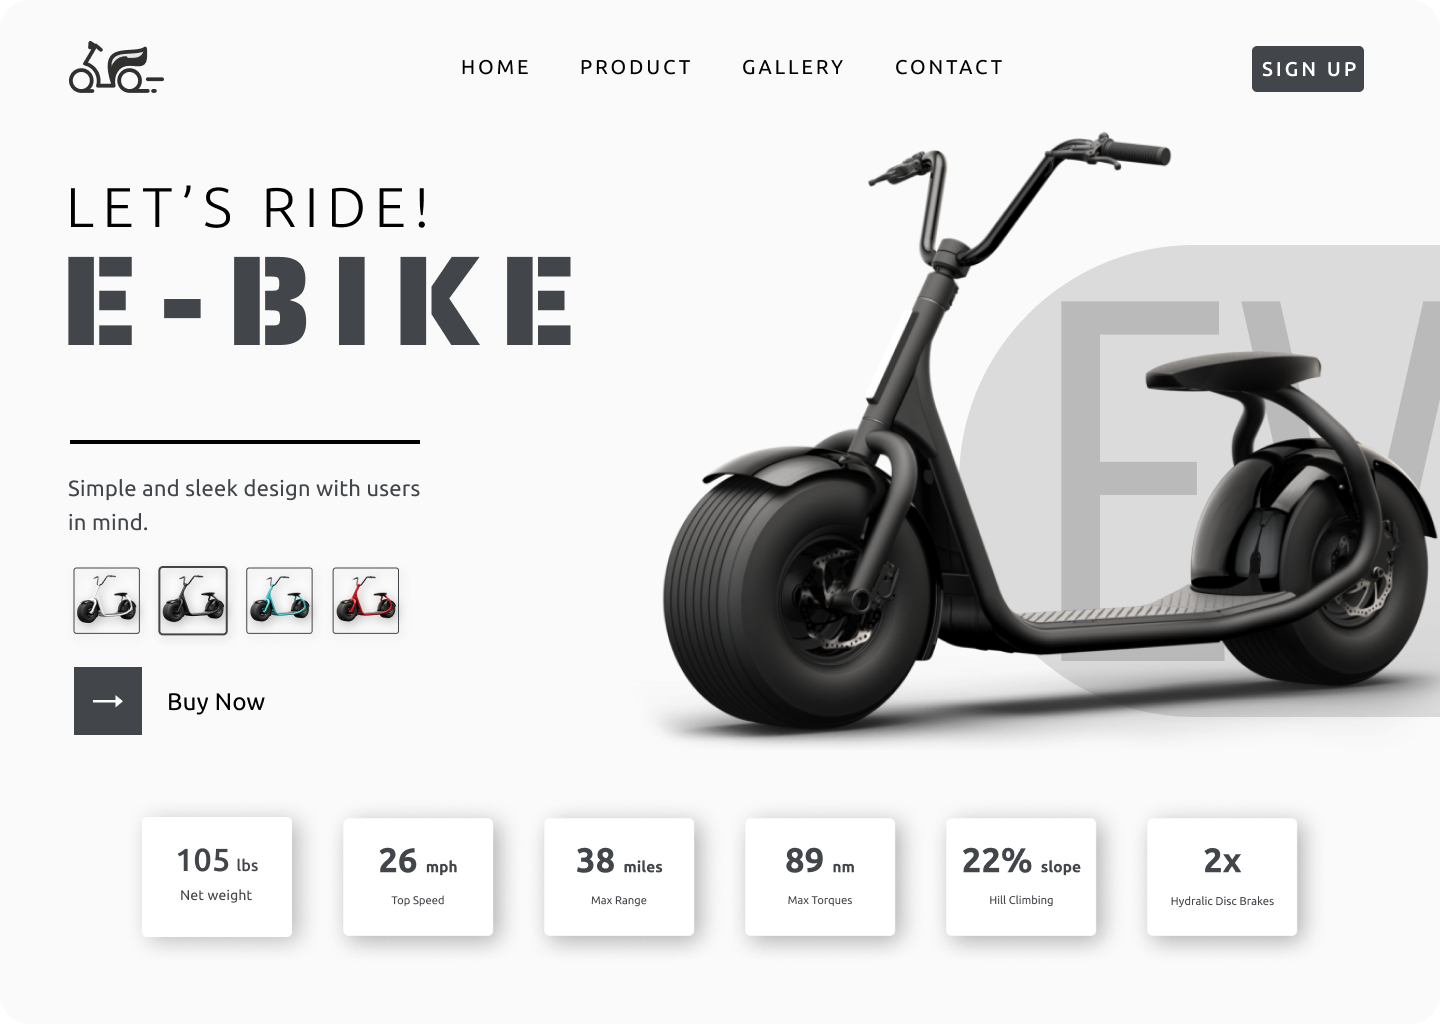 HOME PRODUCT GALLERY CONTACT SIGN UP
LET’S RIDE!
E-BIKE
EV
Simple and sleek design with users
in mind.
Buy Now
105 lbs
Net weight
26 mph
Top Speed
38 miles
Max Range
89 nm
Max Torques
22% slope
Hill Climbing
2x
Hydralic Disc Brakes